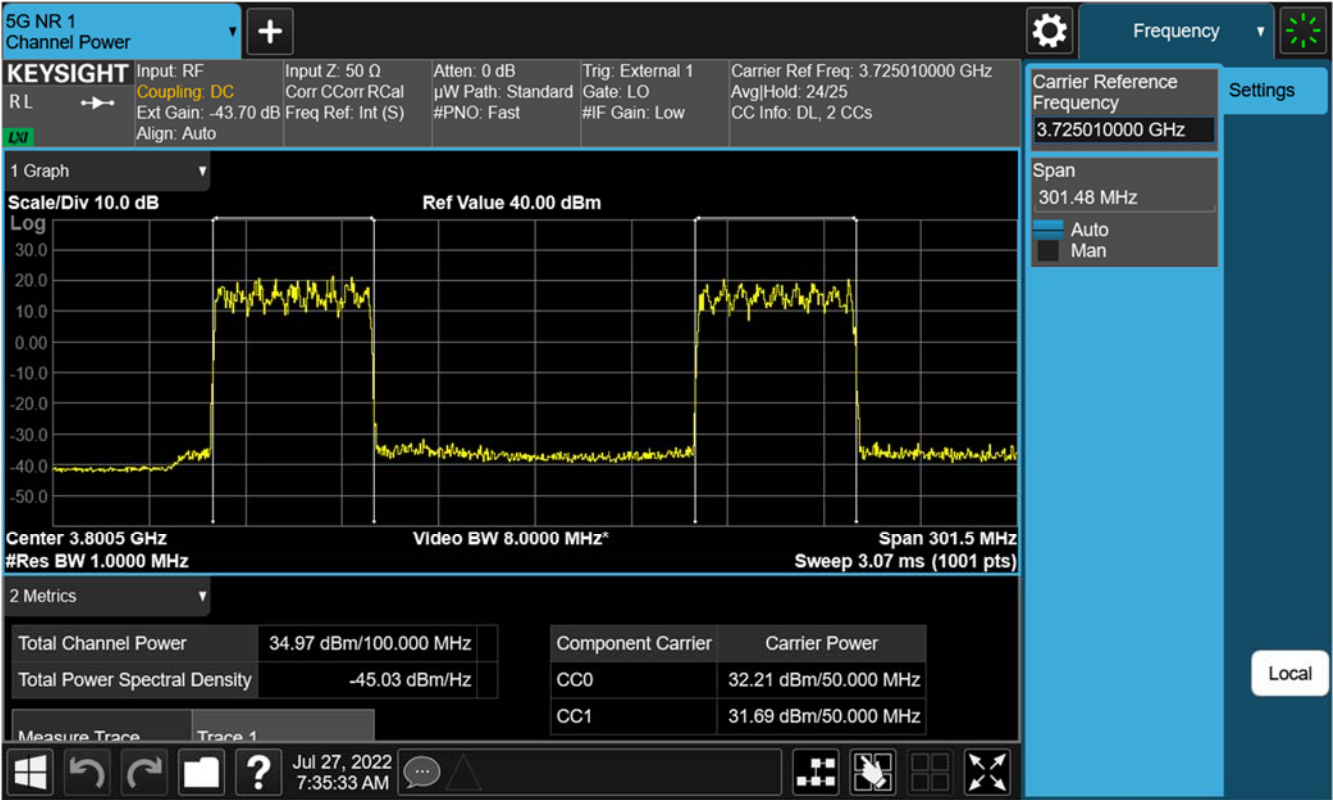 5G NR 1
Channel Power
Frequency
KEYSIGHT
R L
LXI
Input: RF
Coupling: DC
Ext Gain: -43.70 dB
Align: Auto
Input Z: 50 Ω
Corr CCorr RCal
Freq Ref: Int (S)
Atten: 0 dB
µW Path: Standard
#PNO: Fast
Trig: External 1
Gate: LO
#IF Gain: Low
Carrier Ref Freq: 3.725010000 GHz
Avg|Hold: 24/25
CC Info: DL, 2 CCs
Carrier Reference
Frequency
3.725010000 GHz
Settings
Span
301.48 MHz
Auto
Man
1 Graph
Scale/Div 10.0 dB
Ref Value 40.00 dBm
Log
30.0
20.0
10.0
0.00
-10.0
-20.0
-30.0
-40.0
-50.0
Center 3.8005 GHz
Video BW 8.0000 MHz*
Span 301.5 MHz
#Res BW 1.0000 MHz
Sweep 3.07 ms (1001 pts)
2 Metrics
Total Channel Power 34.97 dBm/100.000 MHz
Total Power Spectral Density -45.03 dBm/Hz
Component Carrier Carrier Power
CC0 32.21 dBm/50.000 MHz
CC1 31.69 dBm/50.000 MHz
Measure Trace Trace 1
Local
?
Jul 27, 2022
7:35:33 AM